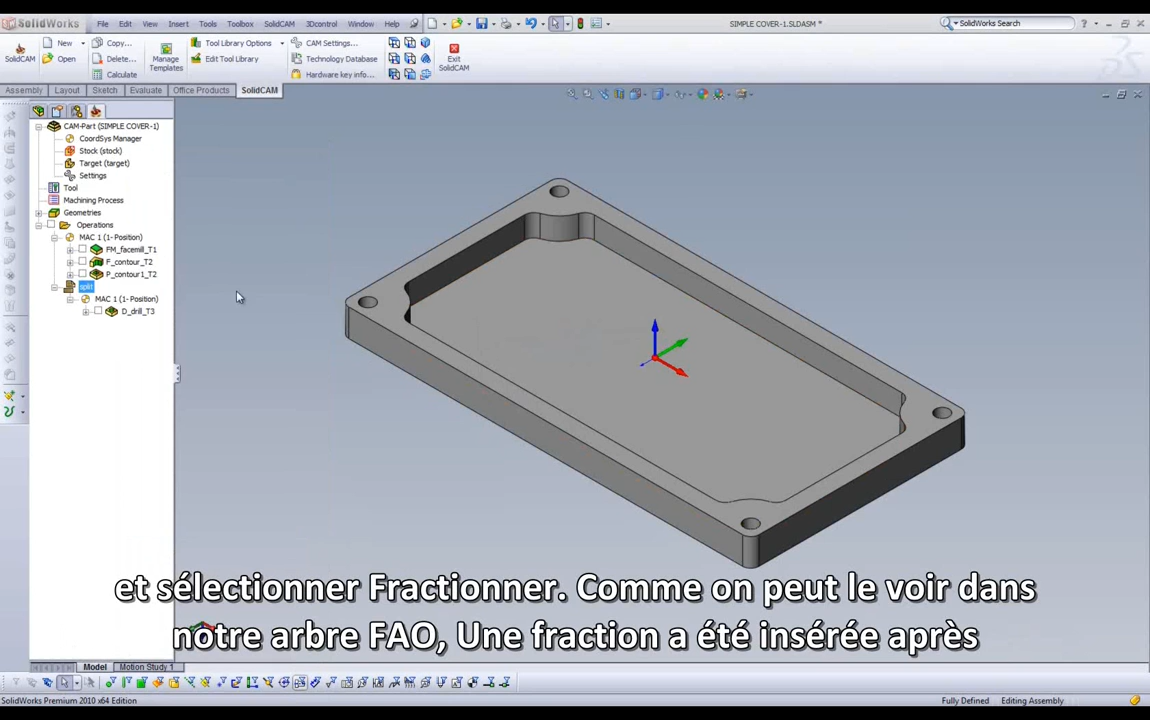 SolidWorks File Edit View Insert Tools Toolbox SolidCAM 3Dcontrol Window Help SIMPLE COVER-1.SLDASM * SolidWorks Search
SolidCAM New Copy... Manage Templates Tool Library Options CAM Settings... Exit SolidCAM
Open Delete... Edit Tool Library Technology Database
Calculate Hardware key info...
Assembly Layout Sketch Evaluate Office Products SolidCAM
CAM-Part (SIMPLE COVER-1)
CoordSys Manager
Stock (stock)
Target (target)
Settings
Tool
Machining Process
Geometries
Operations
MAC 1 (1- Position)
FM_facemill_T1
F_contour_T2
P_contour1_T2
split
MAC 1 (1- Position)
D_drill_T3
et sélectionner Fractionner. Comme on peut le voir dans
notre arbre FAO, Une fraction a été insérée après
Model Motion Study 1
SolidWorks Premium 2010 x64 Edition Fully Defined Editing Assembly